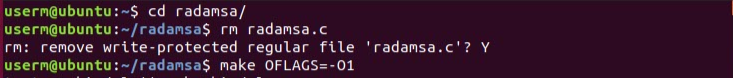 userm@ubuntu:~$ cd radamsa/
userm@ubuntu:~/radamsa$ rm radamsa.c
rm: remove write-protected regular file 'radamsa.c'? Y
userm@ubuntu:~/radamsa$ make OFLAGS=-O1